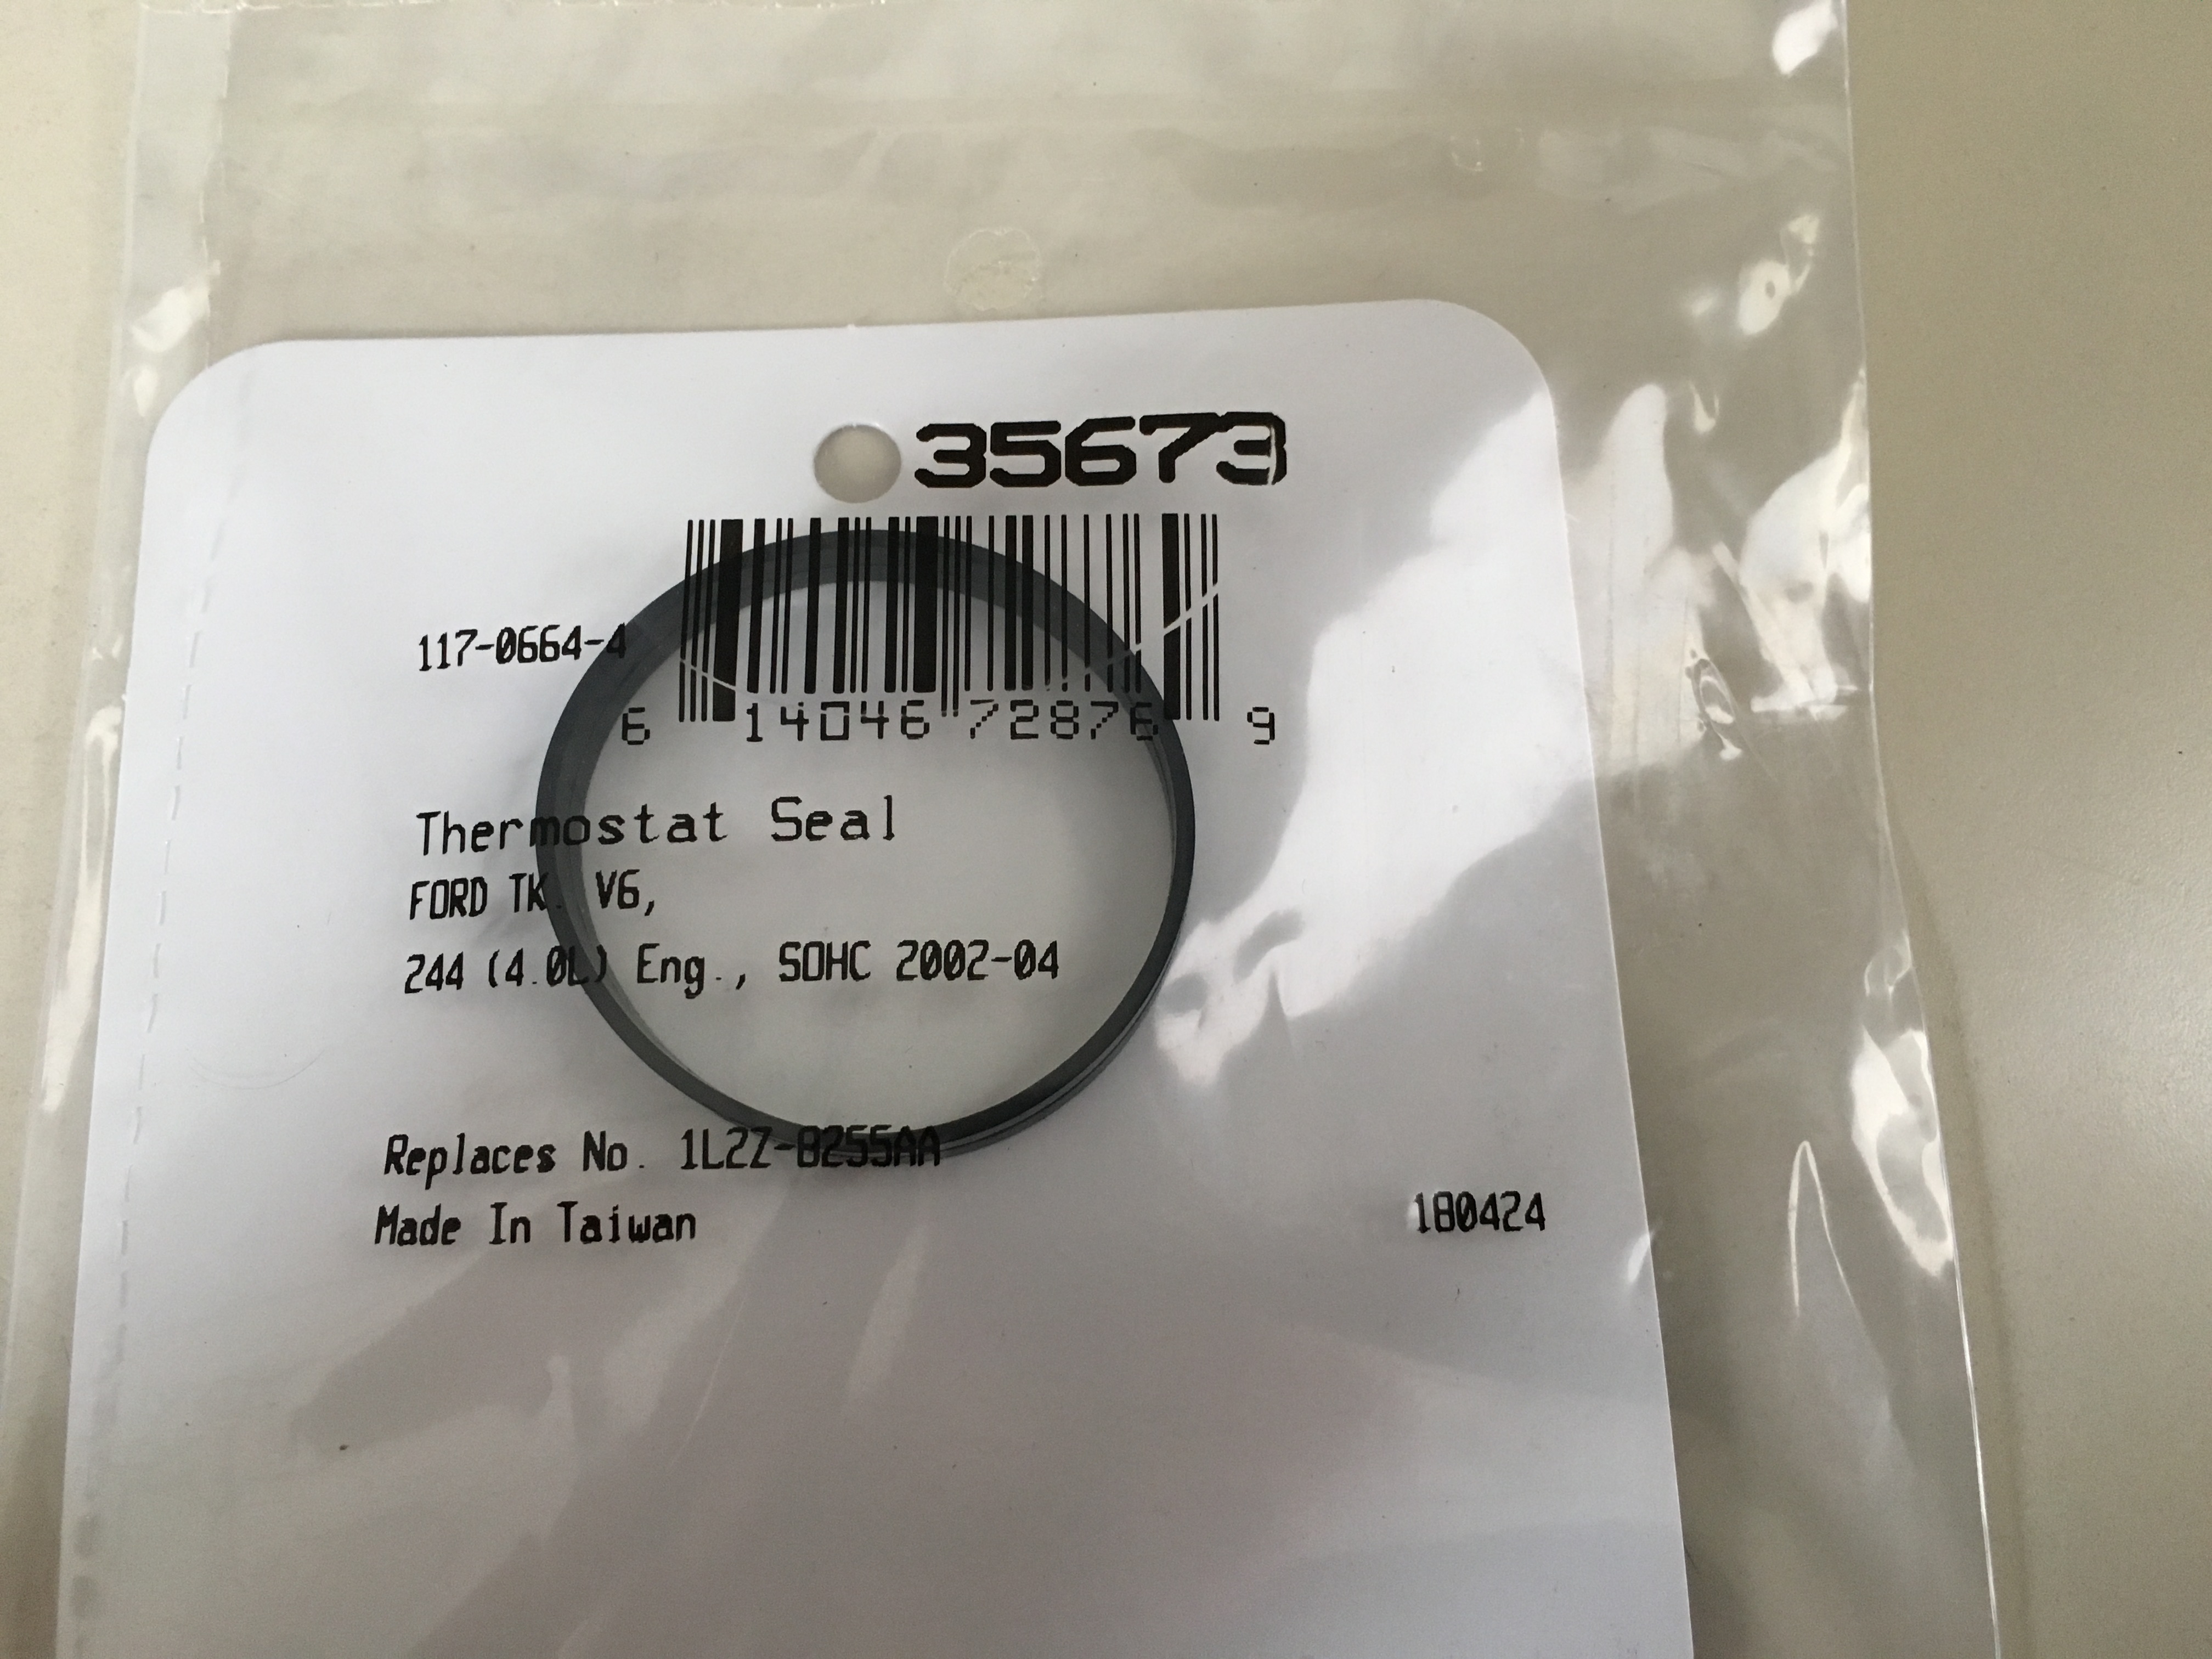 35673
117-0664-4
6 14046 72876 9
Thermostat Seal
FORD TK. V6,
244 (4.0L) Eng., SOHC 2002-04
Replaces No. 1L2Z-8255AA
Made In Taiwan
180424